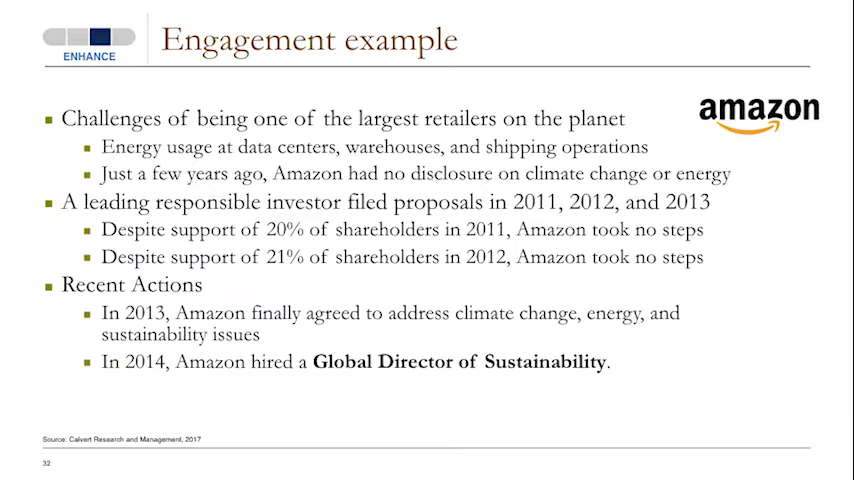 ENHANCE
Engagement example
amazon
Challenges of being one of the largest retailers on the planet
Energy usage at data centers, warehouses, and shipping operations
Just a few years ago, Amazon had no disclosure on climate change or energy
A leading responsible investor filed proposals in 2011, 2012, and 2013
Despite support of 20% of shareholders in 2011, Amazon took no steps
Despite support of 21% of shareholders in 2012, Amazon took no steps
Recent Actions
In 2013, Amazon finally agreed to address climate change, energy, and
sustainability issues
In 2014, Amazon hired a Global Director of Sustainability.
Source: Calvert Research and Management, 2017
32